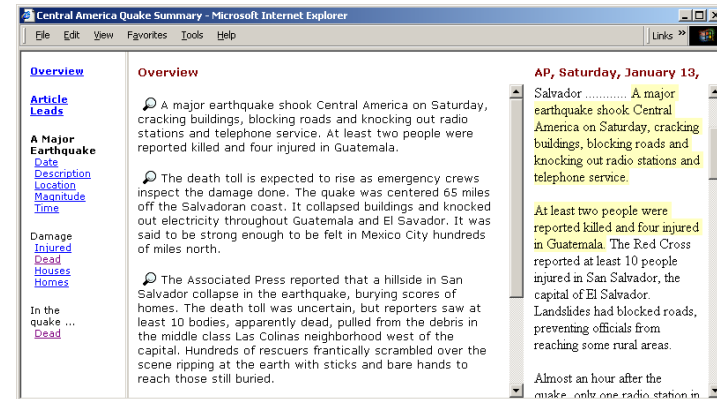 Central America Quake Summary - Microsoft Internet Explorer
File Edit View Favorites Tools Help
Links »
Overview
Article
Leads
A Major
Earthquake
Date
Description
Location
Magnitude
Time
Damage
Injured
Dead
Houses
Homes
In the
quake ...
Dead
Overview
A major earthquake shook Central America on Saturday,
cracking buildings, blocking roads and knocking out radio
stations and telephone service. At least two people were
reported killed and four injured in Guatemala.
The death toll is expected to rise as emergency crews
inspect the damage done. The quake was centered 65 miles
off the Salvadoran coast. It collapsed buildings and knocked
out electricity throughout Guatemala and El Savador. It was
said to be strong enough to be felt in Mexico City hundreds
of miles north.
The Associated Press reported that a hillside in San
Salvador collapse in the earthquake, burying scores of
homes. The death toll was uncertain, but reporters saw at
least 10 bodies, apparently dead, pulled from the debris in
the middle class Las Colinas neighborhood west of the
capital. Hundreds of rescuers frantically scrambled over the
scene ripping at the earth with sticks and bare hands to
reach those still buried.
AP, Saturday, January 13,
Salvador ............ A major
earthquake shook Central
America on Saturday, cracking
buildings, blocking roads and
knocking out radio stations and
telephone service.
At least two people were
reported killed and four injured
in Guatemala. The Red Cross
reported at least 10 people
injured in San Salvador, the
capital of El Salvador.
Landslides had blocked roads,
preventing officials from
reaching some rural areas.
Almost an hour after the
quake, only one radio station in